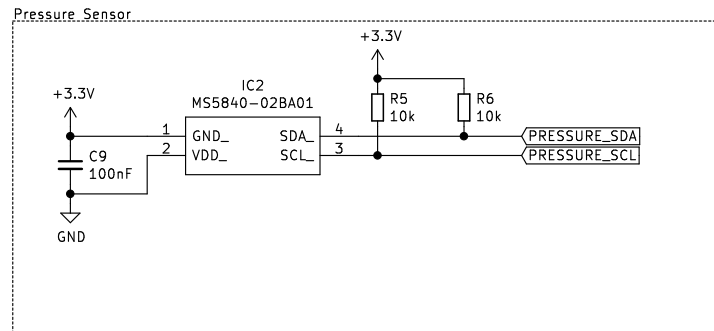 Pressure Sensor
+3.3V
+3.3V
IC2
MS5840-02BA01
R5
10k
R6
10k
1 GND_ SDA_ 4 PRESSURE_SDA
2 VDD_ SCL_ 3 PRESSURE_SCL
C9
100nF
GND